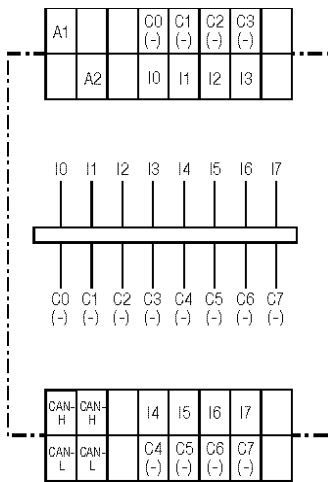 A1 C0 (-) C1 (-) C2 (-) C3 (-)
A2 I0 I1 I2 I3
I0 I1 I2 I3 I4 I5 I6 I7
C0 C1 C2 C3 C4 C5 C6 C7
(-) (-) (-) (-) (-) (-) (-) (-)
CAN-H CAN-H I4 I5 I6 I7
CAN-L CAN-L C4 (-) C5 (-) C6 (-) C7 (-)